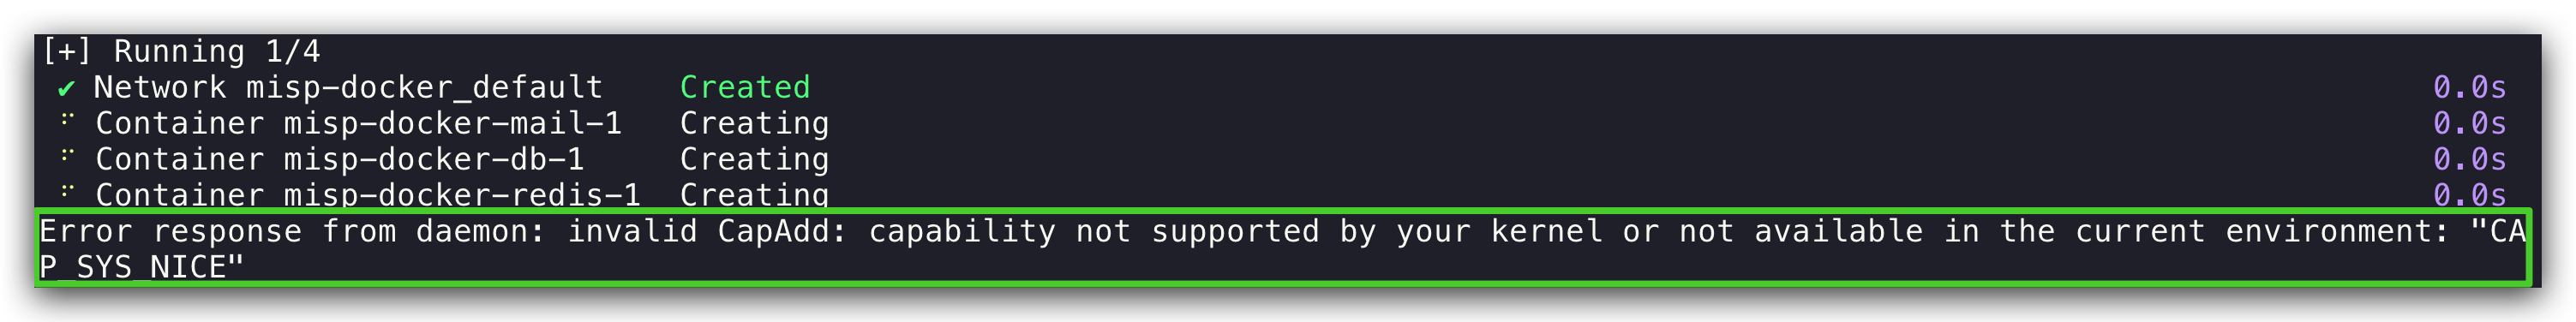 [+] Running 1/4
✔ Network misp-docker_default Created 0.0s
⠋ Container misp-docker-mail-1 Creating 0.0s
⠋ Container misp-docker-db-1 Creating 0.0s
⠋ Container misp-docker-redis-1 Creating 0.0s
Error response from daemon: invalid CapAdd: capability not supported by your kernel or not available in the current environment: "CA
P_SYS_NICE"